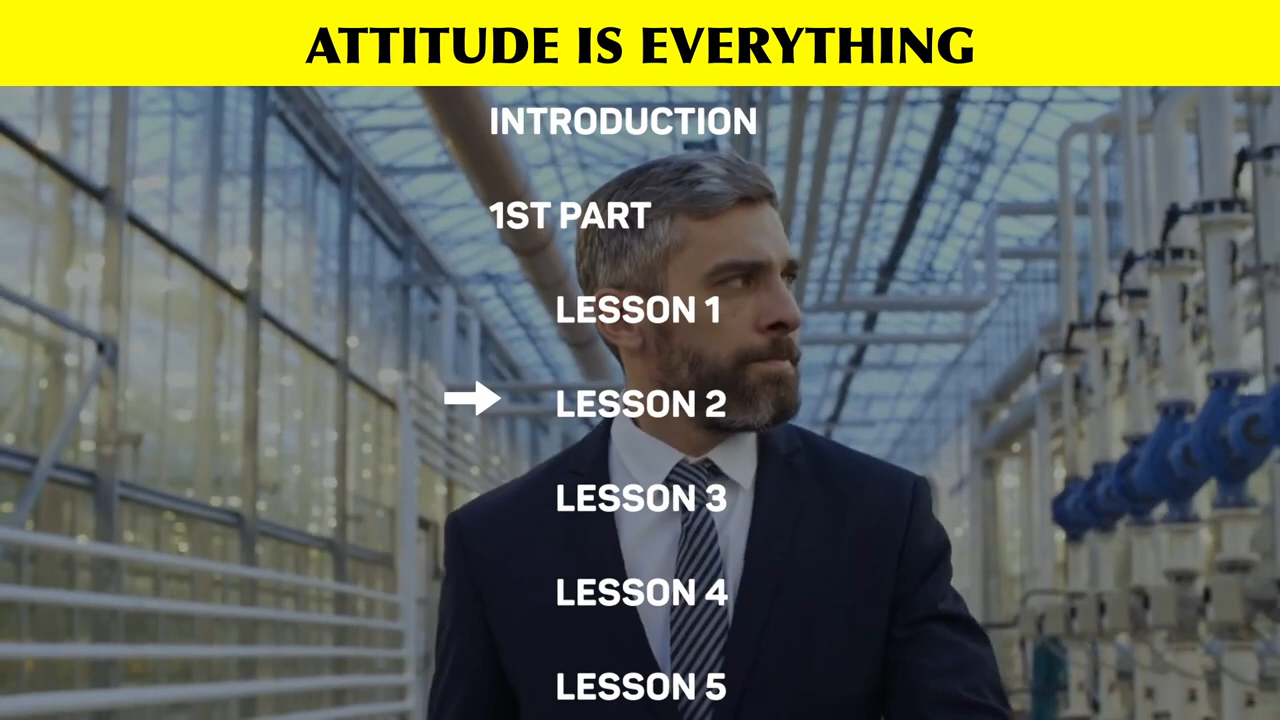 ATTITUDE IS EVERYTHING
INTRODUCTION
1ST PART
LESSON 1
LESSON 2
LESSON 3
LESSON 4
LESSON 5